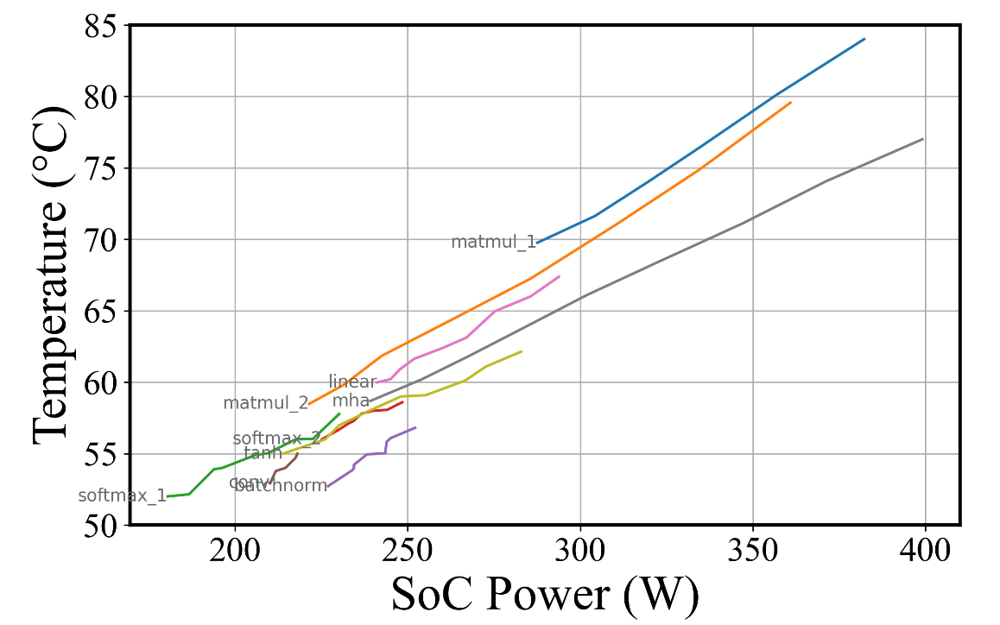 85
80
75
70
65
60
55
50
Temperature (°C)
matmul_1
linear
matmul_2
mha
softmax_2
tanh
conv
batchnorm
softmax_1
200
250
300
350
400
SoC Power (W)